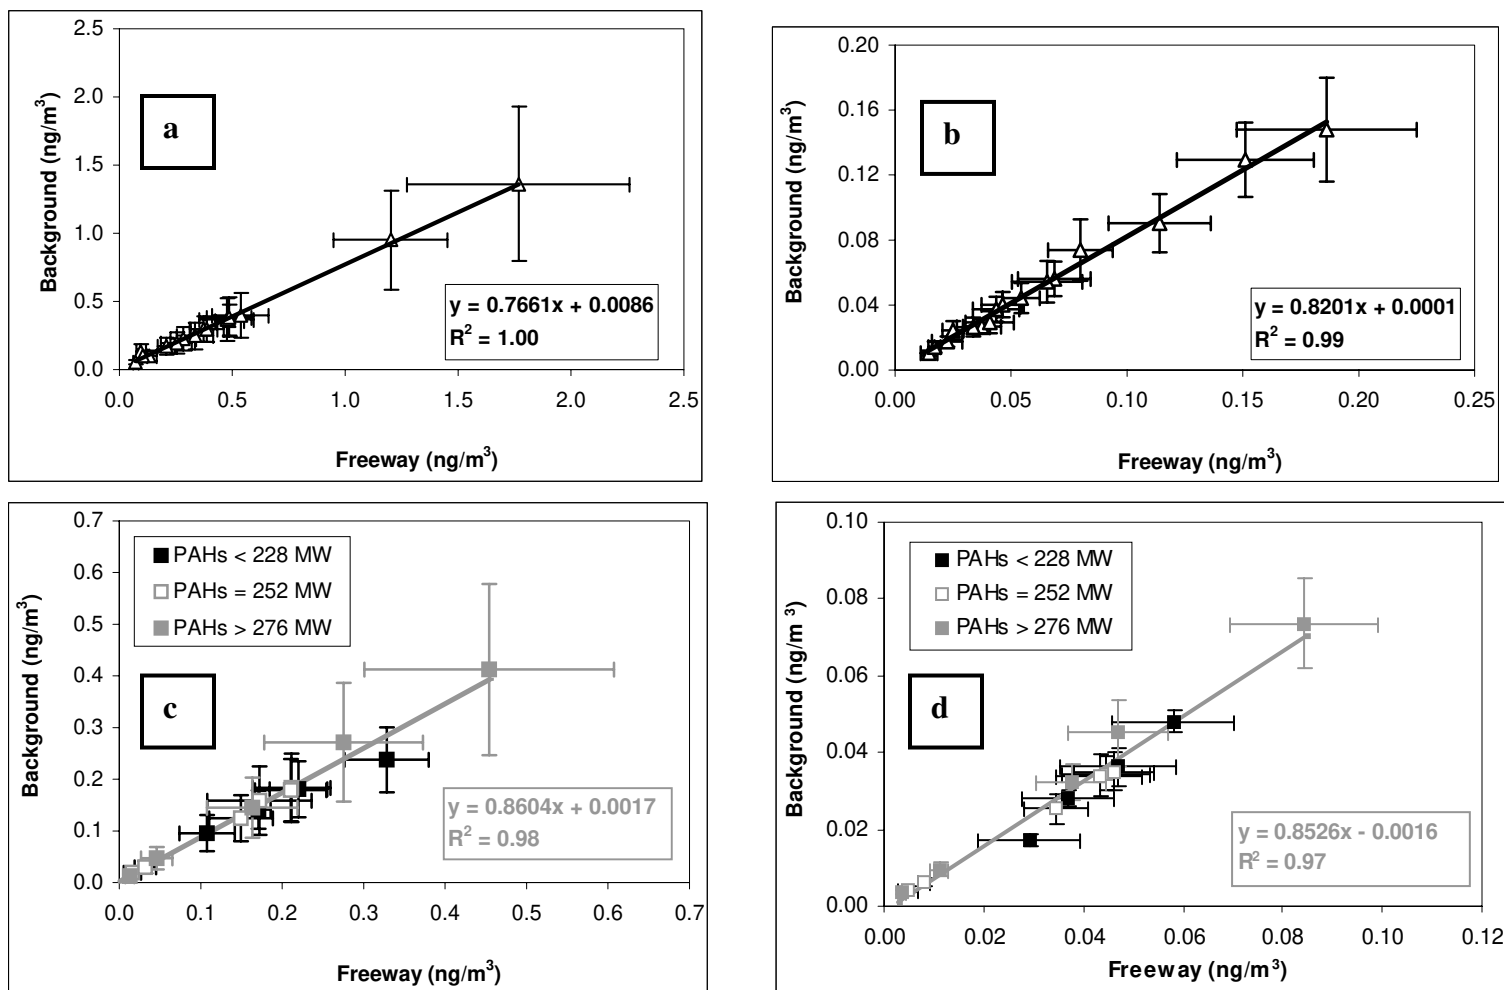 2.5
2.0
1.5
1.0
0.5
0.0
Background (ng/m³)
a
y = 0.7661x + 0.0086
R² = 1.00
0.0 0.5 1.0 1.5 2.0 2.5
Freeway (ng/m³)
0.20
0.16
0.12
0.08
0.04
0.00
Background (ng/m³)
b
y = 0.8201x + 0.0001
R² = 0.99
0.00 0.05 0.10 0.15 0.20 0.25
Freeway (ng/m³)
0.7
0.6
0.5
0.4
0.3
0.2
0.1
0.0
Background (ng/m³)
PAHs < 228 MW
PAHs = 252 MW
PAHs > 276 MW
c
y = 0.8604x + 0.0017
R² = 0.98
0.0 0.1 0.2 0.3 0.4 0.5 0.6 0.7
Freeway (ng/m³)
0.10
0.08
0.06
0.04
0.02
0.00
Background (ng/m³)
PAHs < 228 MW
PAHs = 252 MW
PAHs > 276 MW
d
y = 0.8526x - 0.0016
R² = 0.97
0.00 0.02 0.04 0.06 0.08 0.10 0.12
Freeway (ng/m³)